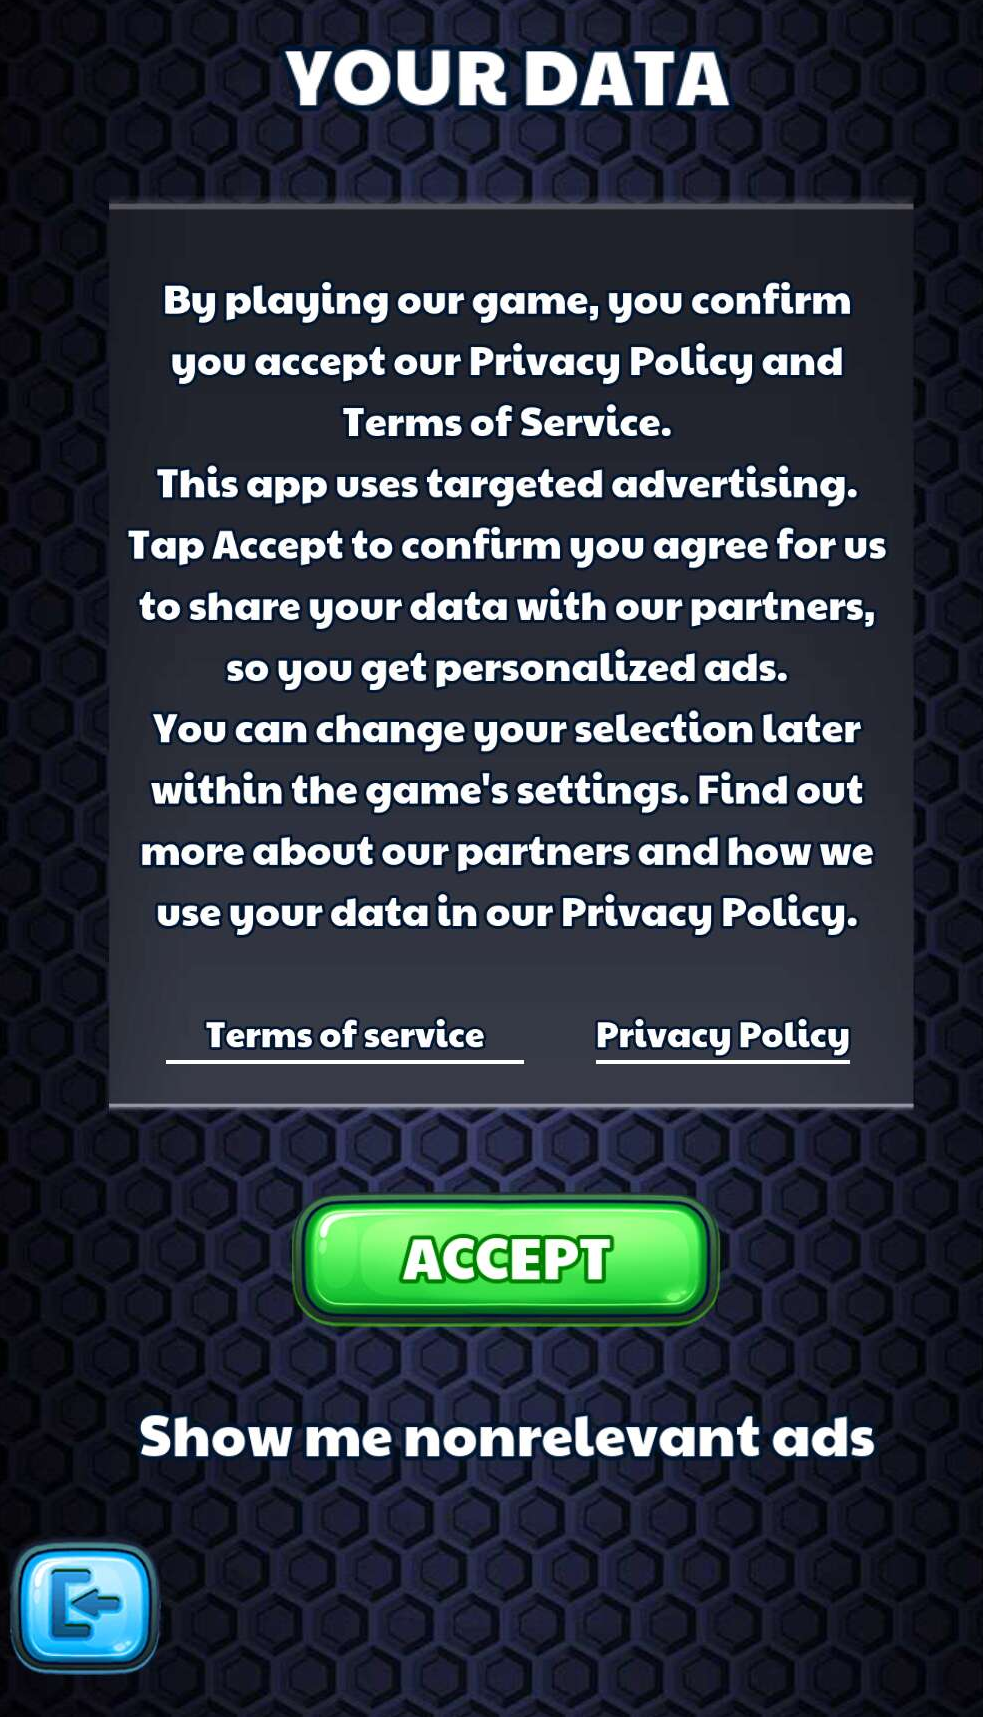 YOUR DATA
By playing our game, you confirm
you accept our Privacy Policy and
Terms of Service.
This app uses targeted advertising.
Tap Accept to confirm you agree for us
to share your data with our partners,
so you get personalized ads.
You can change your selection later
within the game's settings. Find out
more about our partners and how we
use your data in our Privacy Policy.
Terms of service Privacy Policy
ACCEPT
Show me nonrelevant ads